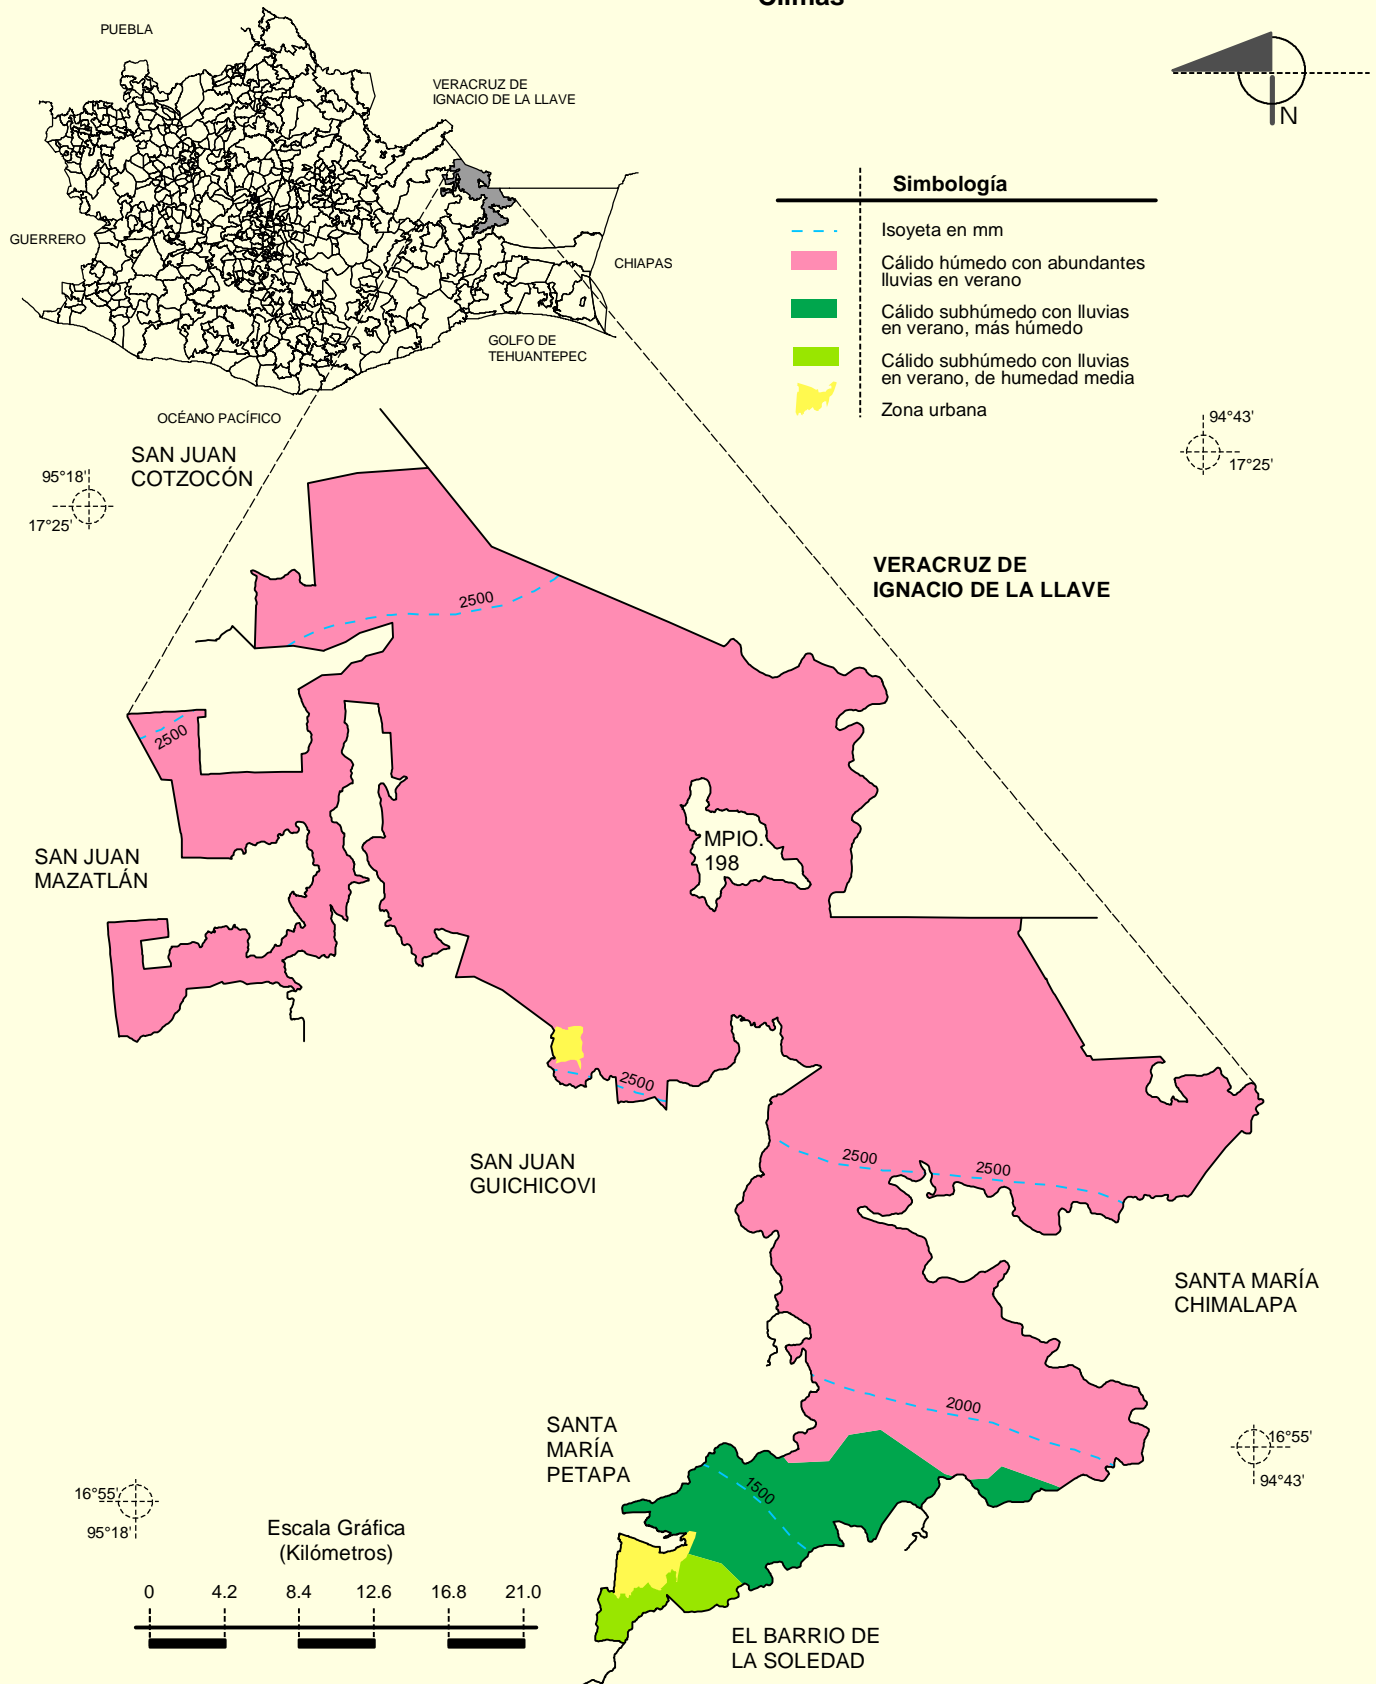 Climas
PUEBLA
VERACRUZ DE
IGNACIO DE LA LLAVE
GUERRERO
CHIAPAS
GOLFO DE
TEHUANTEPEC
OCÉANO PACÍFICO
N
Simbología
Isoyeta en mm
Cálido húmedo con abundantes
lluvias en verano
Cálido subhúmedo con lluvias
en verano, más húmedo
Cálido subhúmedo con lluvias
en verano, de humedad media
Zona urbana
94°43'
17°25'
SAN JUAN
COTZOCÓN
95°18'
17°25'
VERACRUZ DE
IGNACIO DE LA LLAVE
2500
2500
MPIO.
198
SAN JUAN
MAZATLÁN
2500
SAN JUAN
GUICHICOVI
2500
2500
SANTA MARÍA
CHIMALAPA
2000
SANTA
MARÍA
PETAPA
16°55'
94°43'
1500
16°55'
95°18'
Escala Gráfica
(Kilómetros)
0 4.2 8.4 12.6 16.8 21.0
EL BARRIO DE
LA SOLEDAD